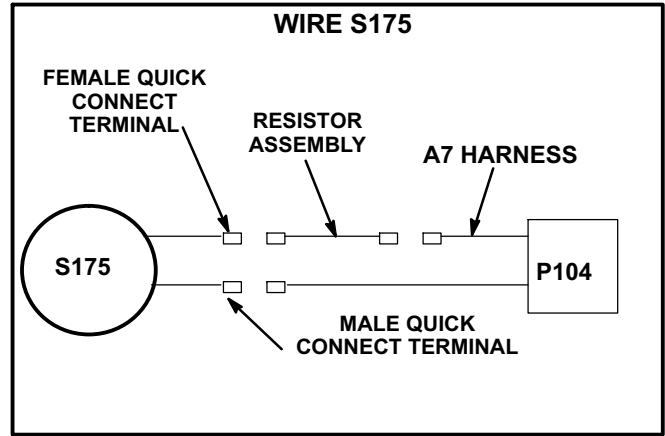 WIRE S175
FEMALE QUICK
CONNECT
TERMINAL
RESISTOR
ASSEMBLY
A7 HARNESS
S175
P104
MALE QUICK
CONNECT TERMINAL